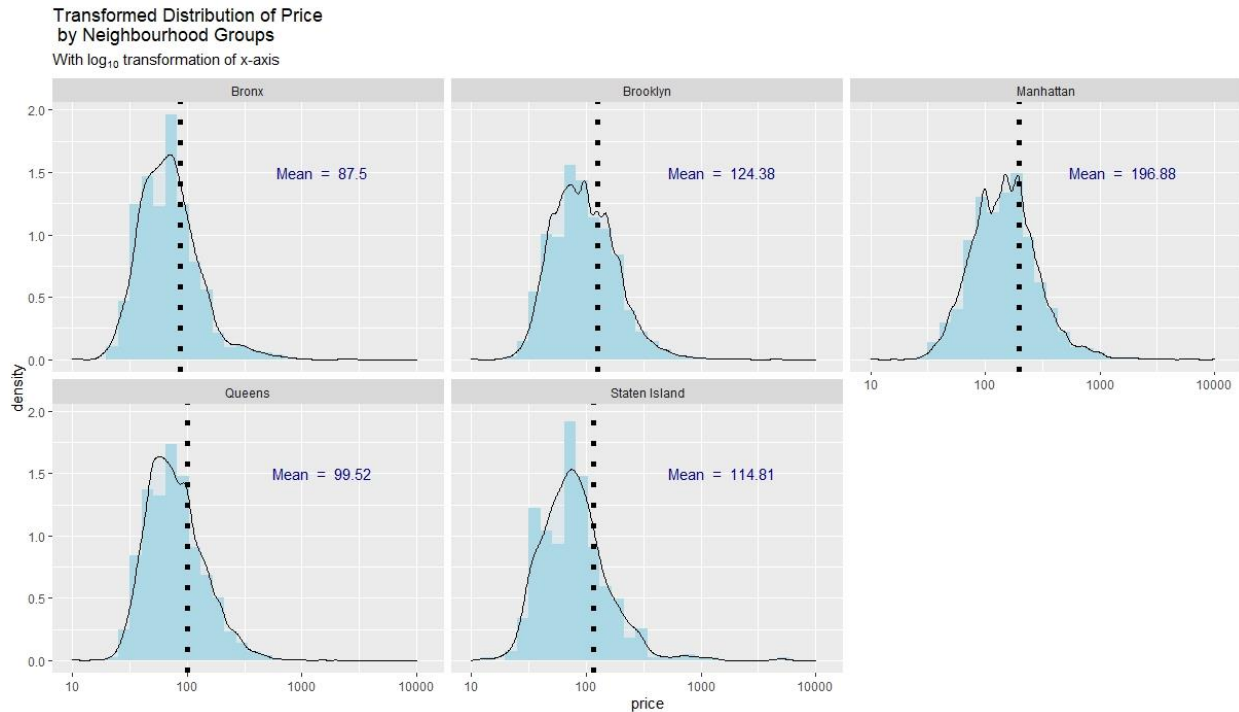 Transformed Distribution of Price
by Neighbourhood Groups
With log₁₀ transformation of x-axis
Bronx
Brooklyn
Manhattan
2.0
1.5
1.0
0.5
0.0
Mean = 87.5
Mean = 124.38
Mean = 196.88
10
100
1000
10000
density
Queens
Staten Island
2.0
1.5
1.0
0.5
0.0
Mean = 99.52
Mean = 114.81
10
100
1000
10000
10
100
1000
10000
price